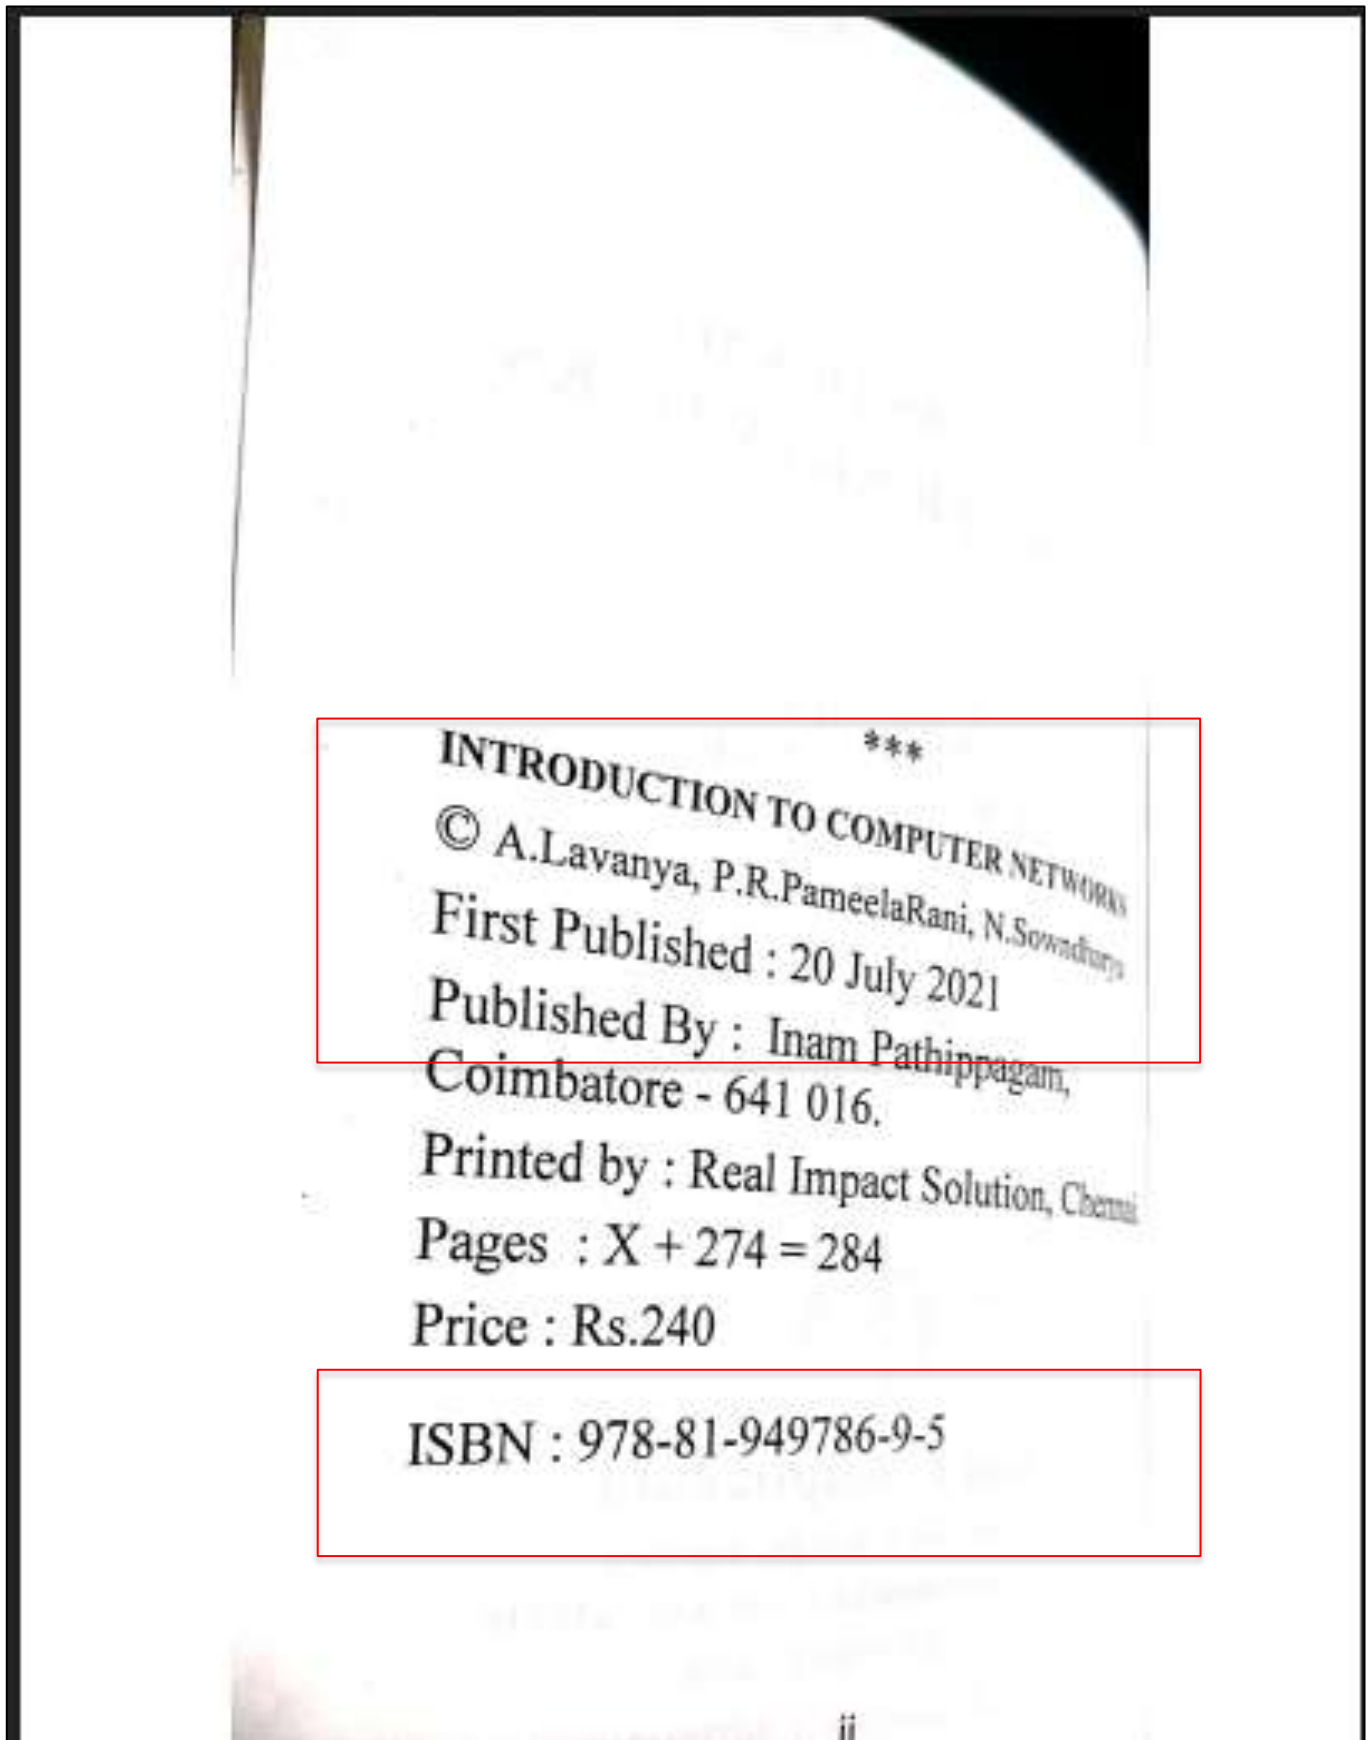 ***
INTRODUCTION TO COMPUTER NETWORKS
© A.Lavanya, P.R.PameelaRani, N.Sowndharya
First Published : 20 July 2021
Published By : Inam Pathippagam,
Coimbatore - 641 016.
Printed by : Real Impact Solution, Chennai
Pages : X + 274 = 284
Price : Rs.240
ISBN : 978-81-949786-9-5
ii